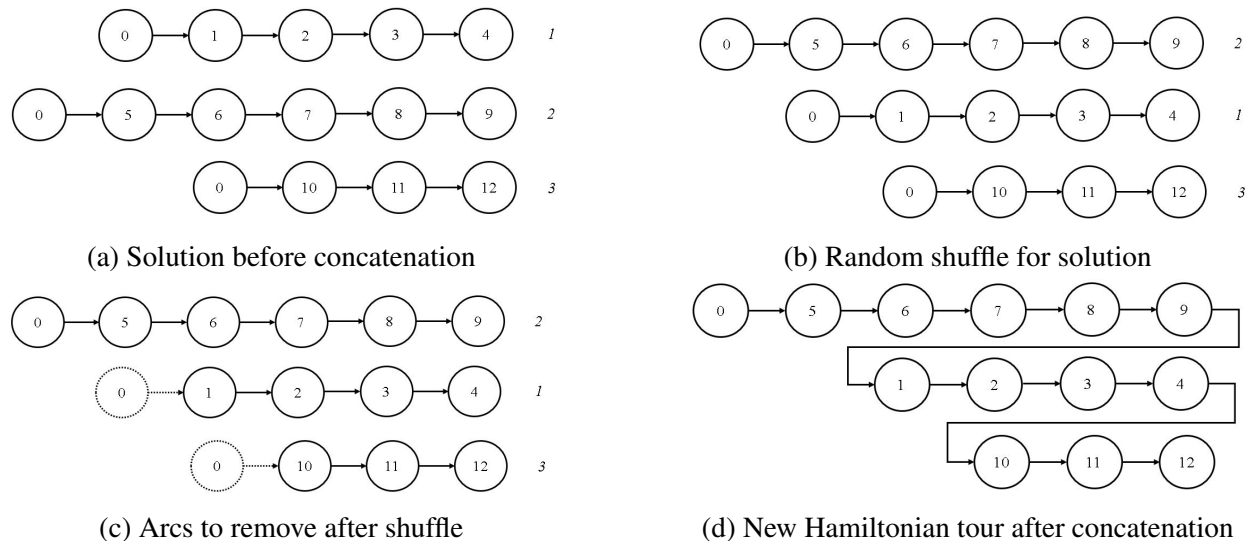 0 1 2 3 4 1
0 5 6 7 8 9 2
0 10 11 12 3
(a) Solution before concatenation
0 5 6 7 8 9 2
0 1 2 3 4 1
0 10 11 12 3
(b) Random shuffle for solution
0 5 6 7 8 9 2
0 1 2 3 4 1
0 10 11 12 3
(c) Arcs to remove after shuffle
0 5 6 7 8 9
1 2 3 4
10 11 12
(d) New Hamiltonian tour after concatenation